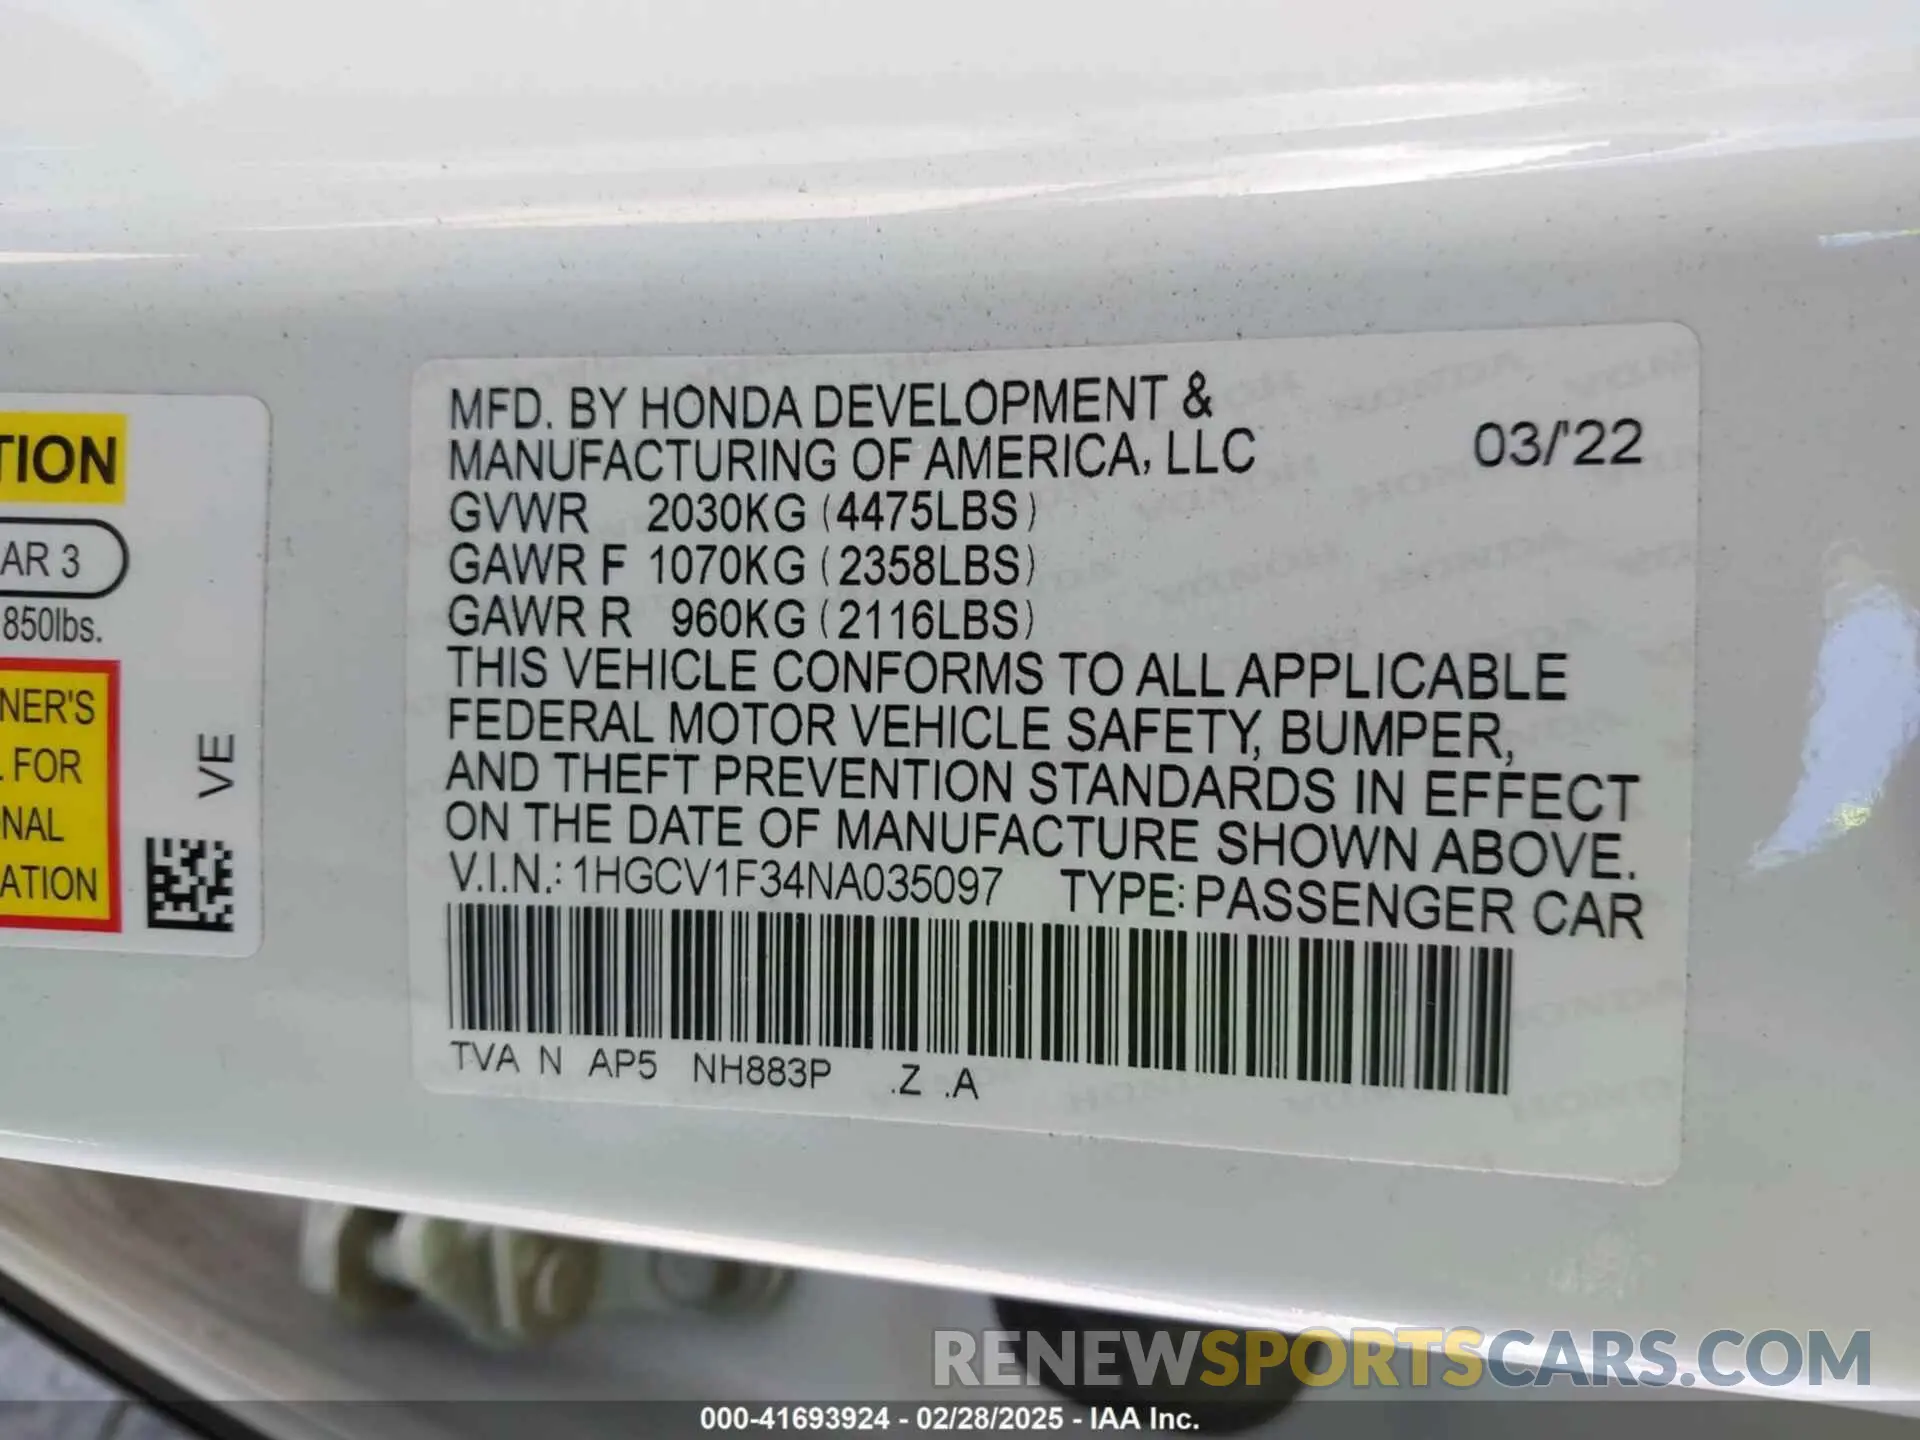 TION
AR 3
850lbs.
NER'S
FOR
NAL
ATION
VE
MFD. BY HONDA DEVELOPMENT &
MANUFACTURING OF AMERICA, LLC 03/'22
GVWR 2030KG (4475LBS)
GAWR F 1070KG (2358LBS)
GAWR R 960KG (2116LBS)
THIS VEHICLE CONFORMS TO ALL APPLICABLE
FEDERAL MOTOR VEHICLE SAFETY, BUMPER,
AND THEFT PREVENTION STANDARDS IN EFFECT
ON THE DATE OF MANUFACTURE SHOWN ABOVE.
V.I.N.: 1HGCV1F34NA035097 TYPE: PASSENGER CAR
TVA N AP5 NH883P .Z .A
RENEWSPORTSCARS.COM
000-41693924 - 02/28/2025 - IAA Inc.